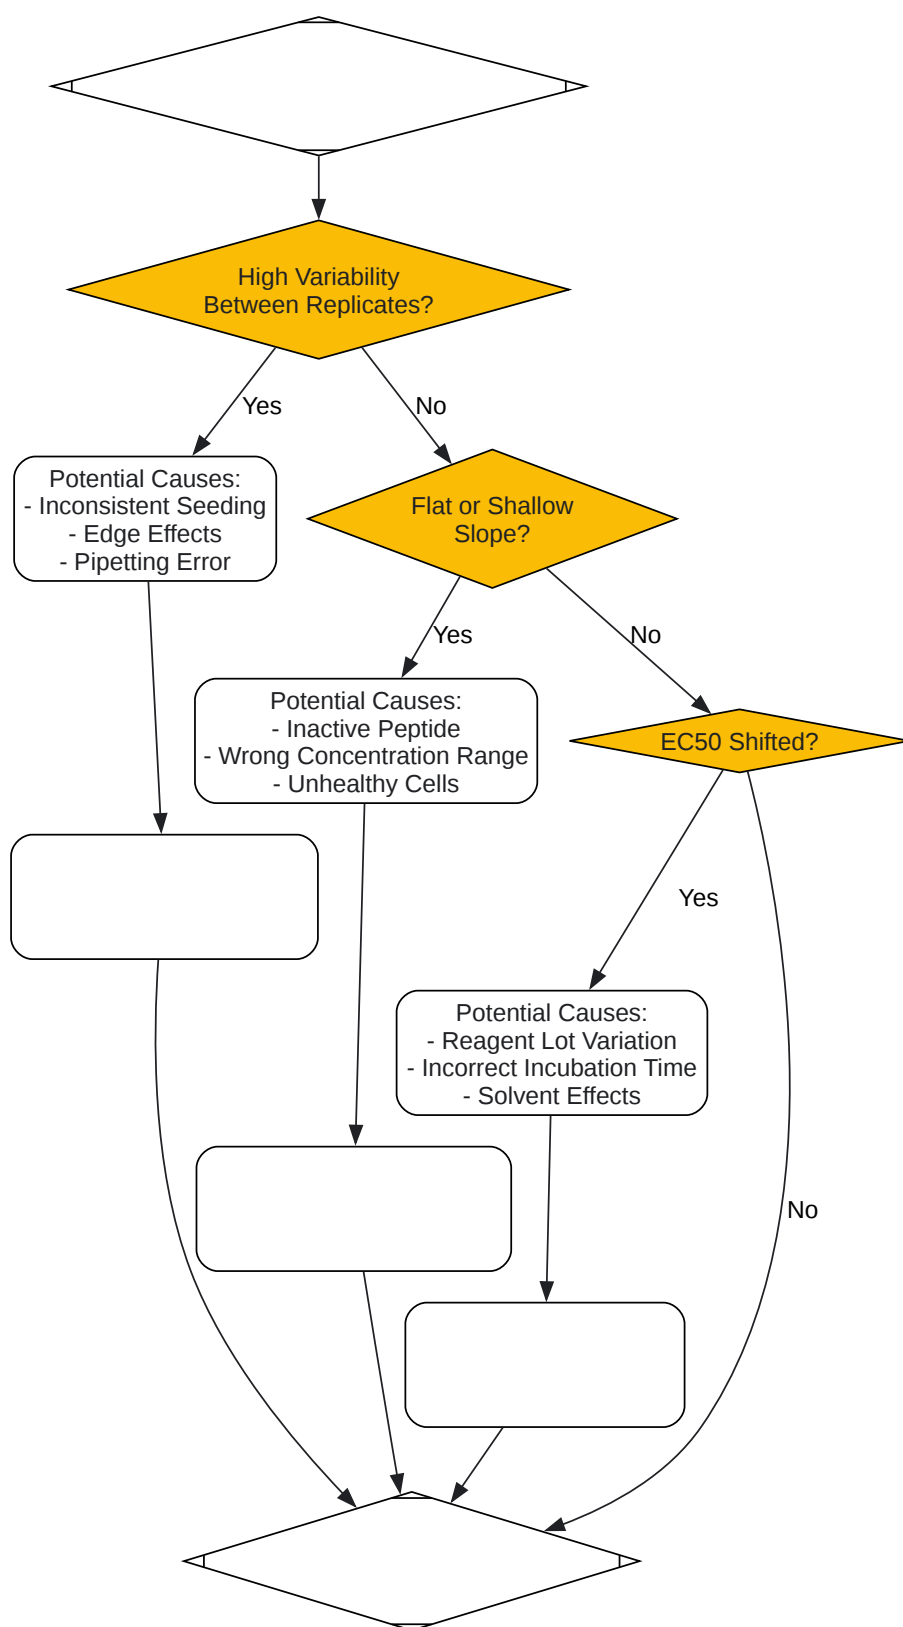 High Variability
Between Replicates?
Yes
No
Potential Causes:
- Inconsistent Seeding
- Edge Effects
- Pipetting Error
Flat or Shallow
Slope?
Yes
No
Potential Causes:
- Inactive Peptide
- Wrong Concentration Range
- Unhealthy Cells
EC50 Shifted?
Yes
Potential Causes:
- Reagent Lot Variation
- Incorrect Incubation Time
- Solvent Effects
No